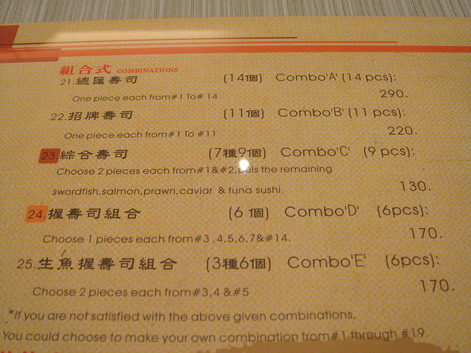 組合式 COMBINATIONS
21.總匯壽司 (14個) Combo'A' (14 pcs):
One piece each from#1 To# 14 290.
22.招牌壽司 (11個) Combo'B' (11 pcs):
One piece each from#1 To #11 220.
23.綜合壽司 (7種9個) Combo'C' (9 pcs):
Choose 2 pieces each from#1&#2, puls the remaining
swordfish,salmon,prawn,caviar & tuna sushi. 130.
24.握壽司組合 (6 個) Combo'D' (6pcs):
Choose 1 pieces each from#3 ,4,5,6,7&#14. 170.
25.生魚握壽司組合 (3種6個) Combo'E' (6pcs):
Choose 2 pieces each from#3,4 &#5 170.
*If you are not satisfied with the above given combinations,
You could choose to make your own combination from#1 through #19.